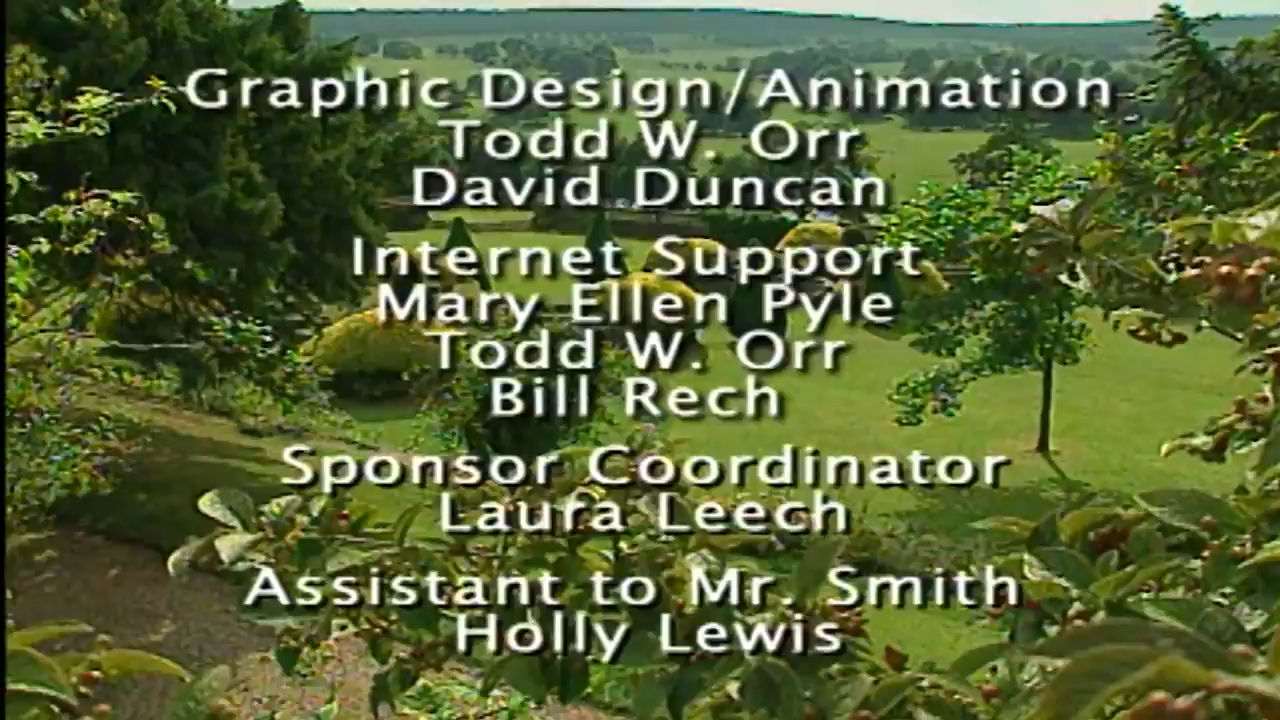 Graphic Design/Animation
Todd W. Orr
David Duncan
Internet Support
Mary Ellen Pyle
Todd W. Orr
Bill Rech
Sponsor Coordinator
Laura Leech
Assistant to Mr. Smith
Holly Lewis